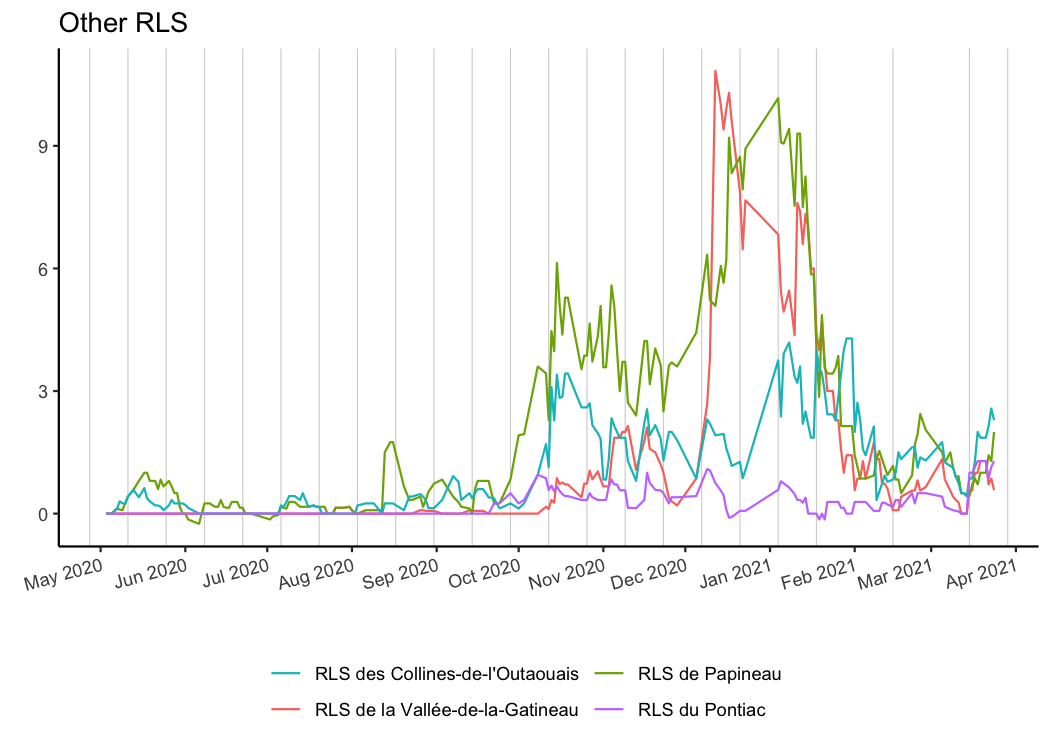 Other RLS
9
6
3
0
May 2020 Jun 2020 Jul 2020 Aug 2020 Sep 2020 Oct 2020 Nov 2020 Dec 2020 Jan 2021 Feb 2021 Mar 2021 Apr 2021
RLS des Collines-de-l'Outaouais RLS de Papineau
RLS de la Vallée-de-la-Gatineau RLS du Pontiac